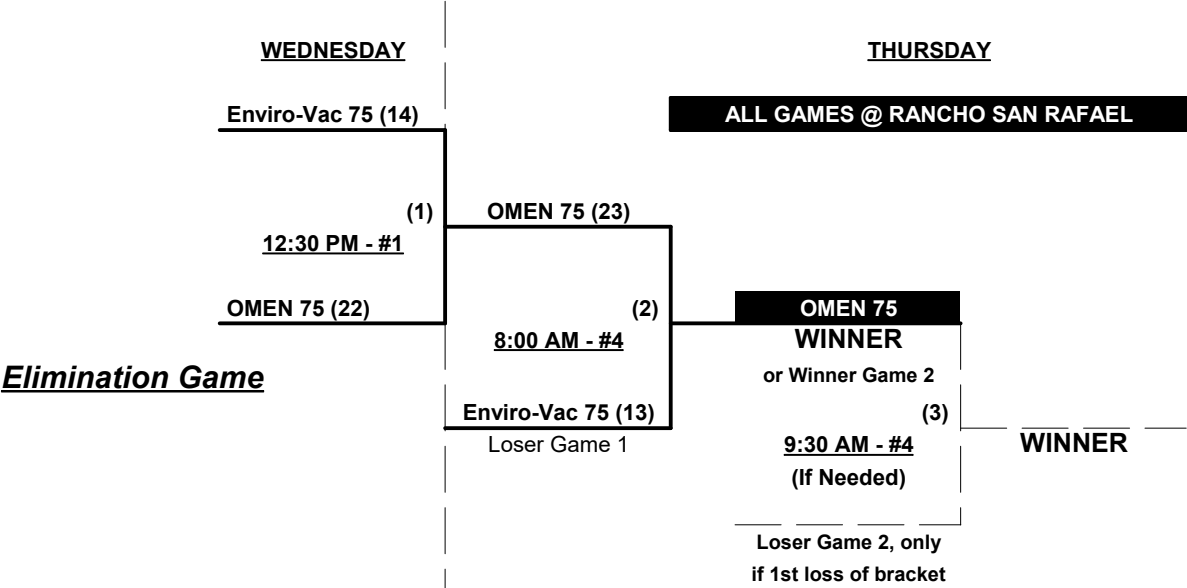 WEDNESDAY
THURSDAY
Enviro-Vac 75 (14)
ALL GAMES @ RANCHO SAN RAFAEL
(1)
OMEN 75 (23)
12:30 PM - #1
OMEN 75 (22)
(2)
OMEN 75
8:00 AM - #4
WINNER
Elimination Game
or Winner Game 2
Enviro-Vac 75 (13)
(3)
Loser Game 1
9:30 AM - #4
WINNER
(If Needed)
Loser Game 2, only
if 1st loss of bracket